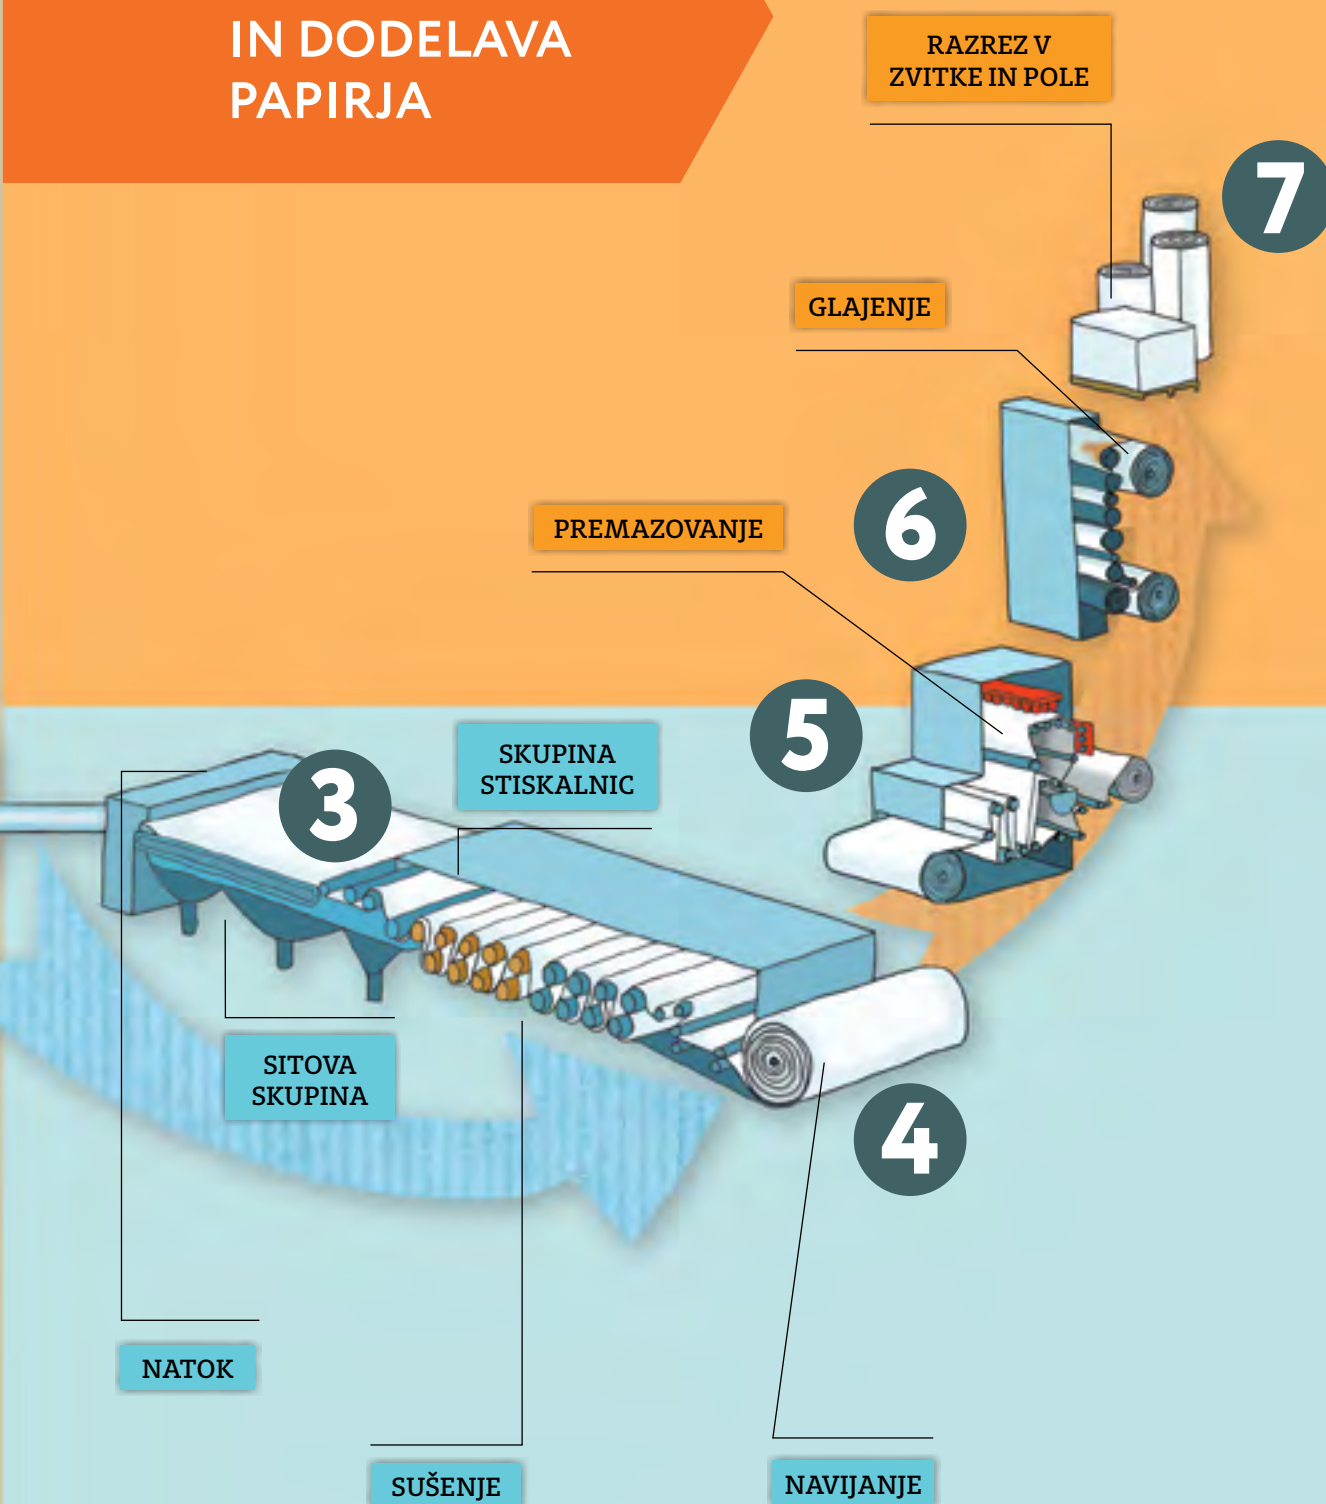 IN DODELAVA
PAPIRJA
RAZREZ V
ZVITKE IN POLE
7
GLAJENJE
6
PREMAZOVANJE
5
SKUPINA
STISKALNIC
3
SITOVA
SKUPINA
4
NATOK
SUŠENJE
NAVIJANJE